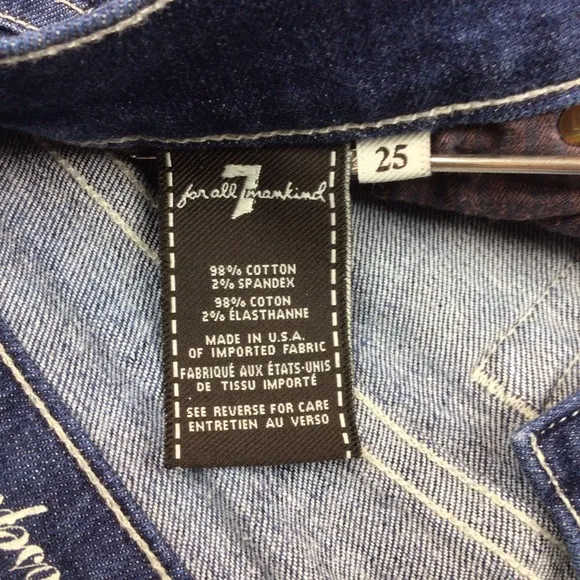 25
7
for all mankind
98% COTTON
2% SPANDEX
98% COTON
2% ÉLASTHANNE
MADE IN U.S.A.
OF IMPORTED FABRIC
FABRIQUÉ AUX ÉTATS-UNIS
DE TISSU IMPORTÉ
SEE REVERSE FOR CARE
ENTRETIEN AU VERSO